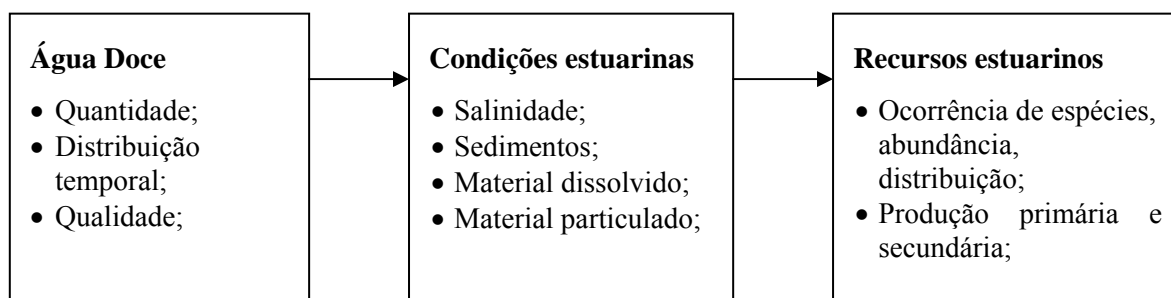 Água Doce
• Quantidade;
• Distribuição
temporal;
• Qualidade;
Condições estuarinas
• Salinidade;
• Sedimentos;
• Material dissolvido;
• Material particulado;
Recursos estuarinos
• Ocorrência de espécies,
abundância,
distribuição;
• Produção primária e
secundária;